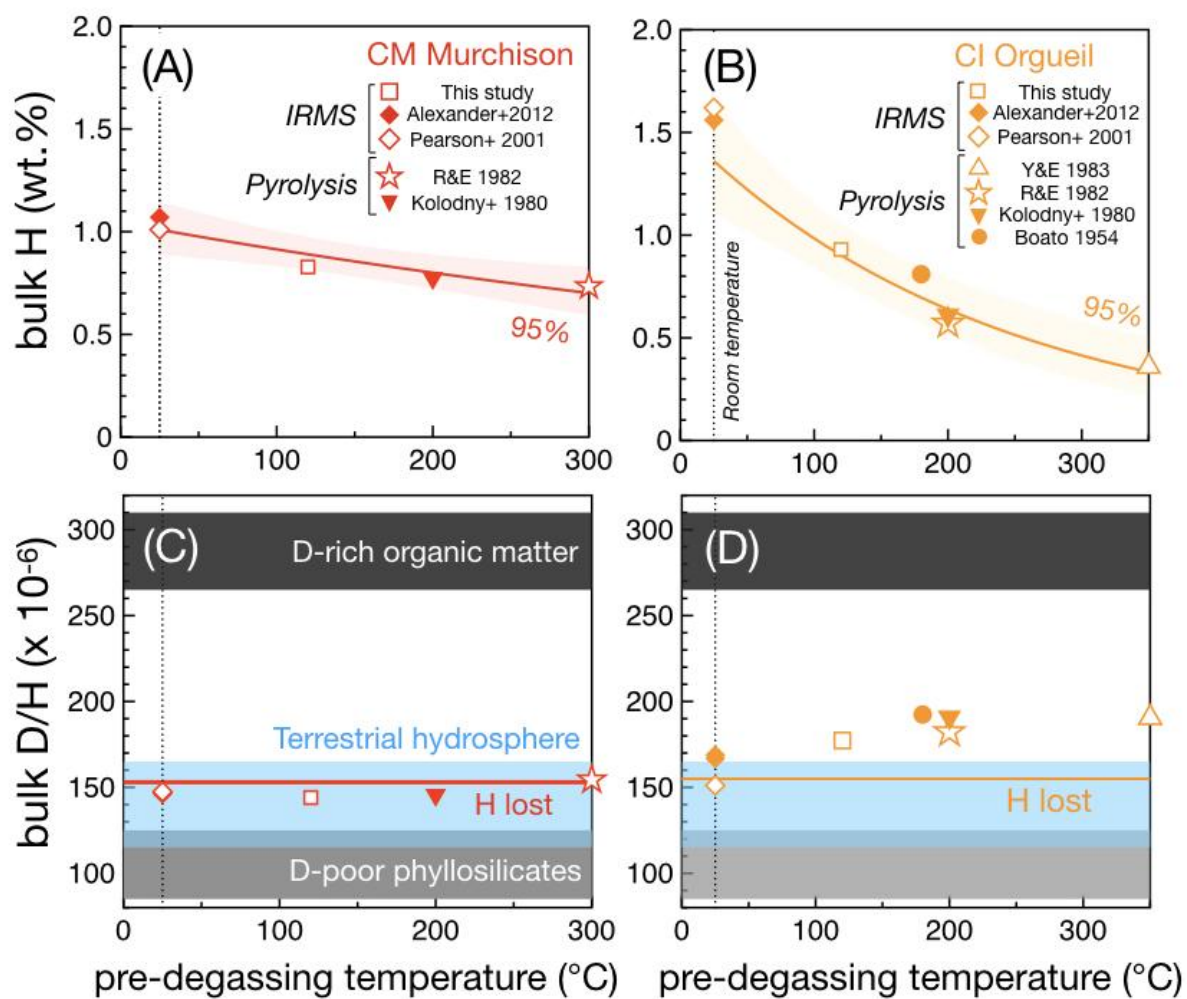 2.0
1.5
1.0
0.5
0
bulk H (wt.%)
(A)
CM Murchison
IRMS
This study
Alexander+2012
Pearson+ 2001
Pyrolysis
R&E 1982
Kolodny+ 1980
95%
0
100
200
300
2.0
1.5
1.0
0.5
0
(B)
CI Orgueil
IRMS
This study
Alexander+2012
Pearson+ 2001
Pyrolysis
Y&E 1983
R&E 1982
Kolodny+ 1980
Boato 1954
Room temperature
95%
0
100
200
300
300
250
200
150
100
bulk D/H (x 10⁻⁶)
(C)
D-rich organic matter
Terrestrial hydrosphere
H lost
D-poor phyllosilicates
0
100
200
300
pre-degassing temperature (°C)
300
250
200
150
100
(D)
H lost
0
100
200
300
pre-degassing temperature (°C)